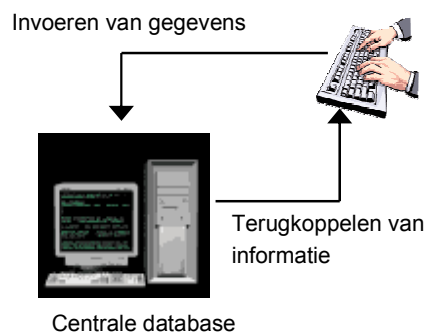 Invoeren van gegevens
Terugkoppelen van
informatie
Centrale database